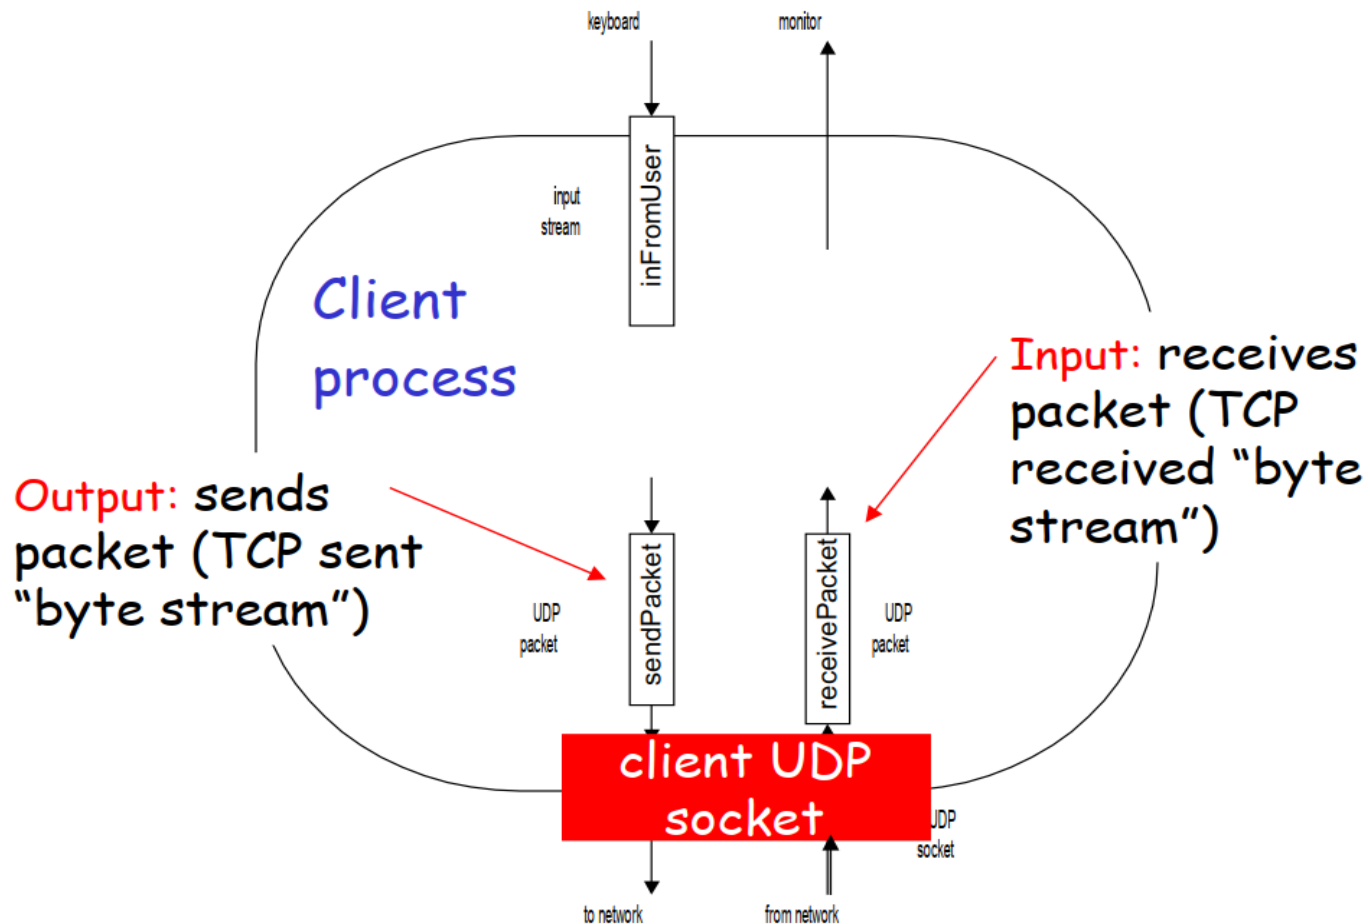 keyboard
monitor
inFromUser
input
stream
Client
process
Input: receives
packet (TCP
received “byte
stream”)
Output: sends
packet (TCP sent
“byte stream”)
sendPacket
UDP
packet
receivePacket
UDP
packet
client UDP
socket
UDP
socket
to network
from network